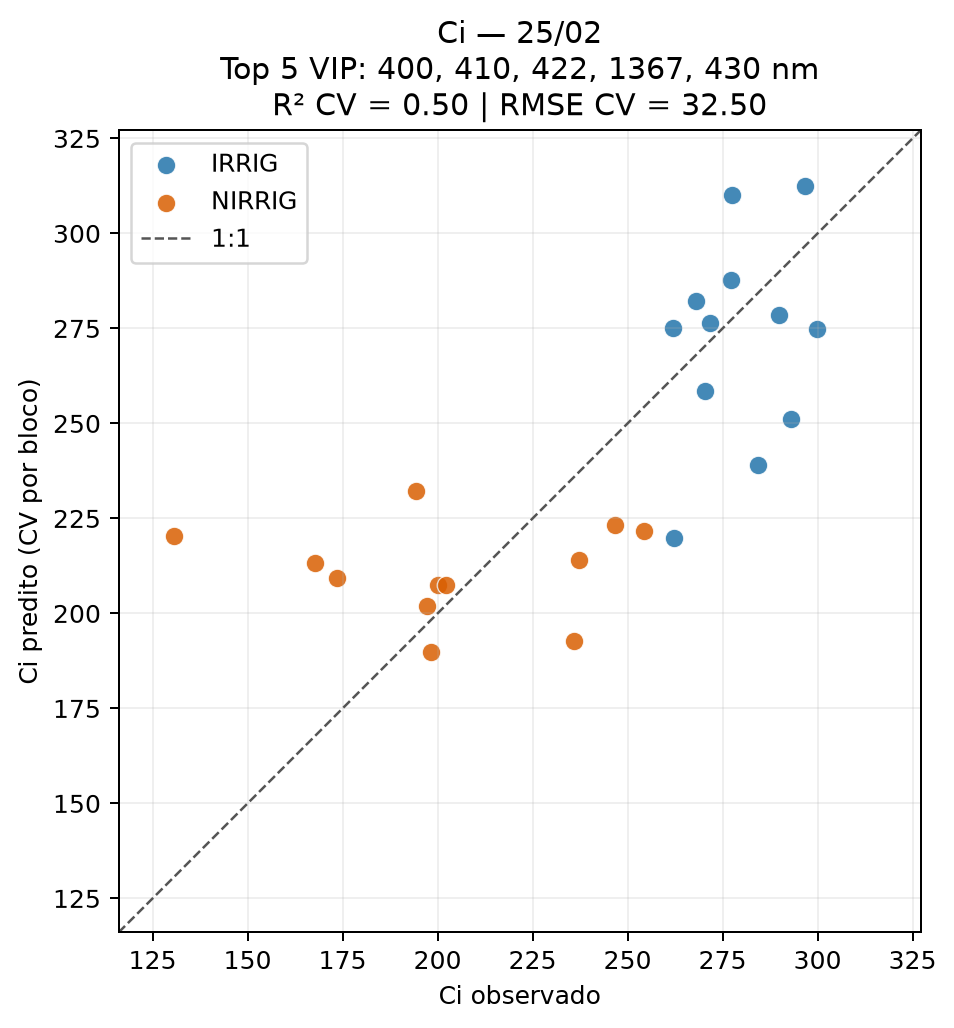 Ci — 25/02
Top 5 VIP: 400, 410, 422, 1367, 430 nm
R² CV = 0.50 | RMSE CV = 32.50
IRRIG
NIRRIG
1:1
325
300
275
250
225
200
175
150
125
Ci predito (CV por bloco)
125 150 175 200 225 250 275 300 325
Ci observado